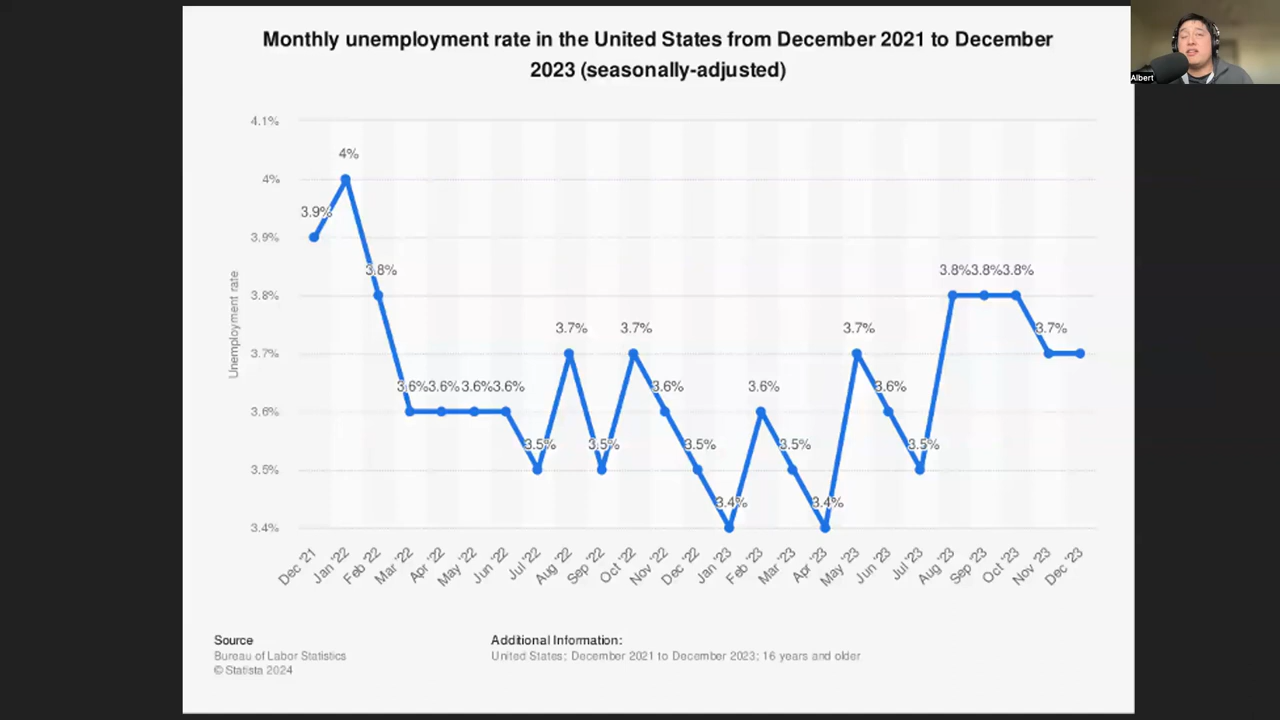 Monthly unemployment rate in the United States from December 2021 to December
2023 (seasonally-adjusted)
Albert
4.1%
4%
3.9%
3.8%
3.7%
3.6%
3.5%
3.4%
Unemployment rate
3.9%
4%
3.8%
3.6%
3.6%
3.6%
3.6%
3.5%
3.7%
3.5%
3.7%
3.6%
3.5%
3.4%
3.6%
3.5%
3.4%
3.7%
3.6%
3.5%
3.8%
3.8%
3.8%
3.7%
Dec '21
Jan '22
Feb '22
Mar '22
Apr '22
May '22
Jun '22
Jul '22
Aug '22
Sep '22
Oct '22
Nov '22
Dec '22
Jan '23
Feb '23
Mar '23
Apr '23
May '23
Jun '23
Jul '23
Aug '23
Sep '23
Oct '23
Nov '23
Dec '23
Source
Bureau of Labor Statistics
© Statista 2024
Additional Information:
United States; December 2021 to December 2023; 16 years and older